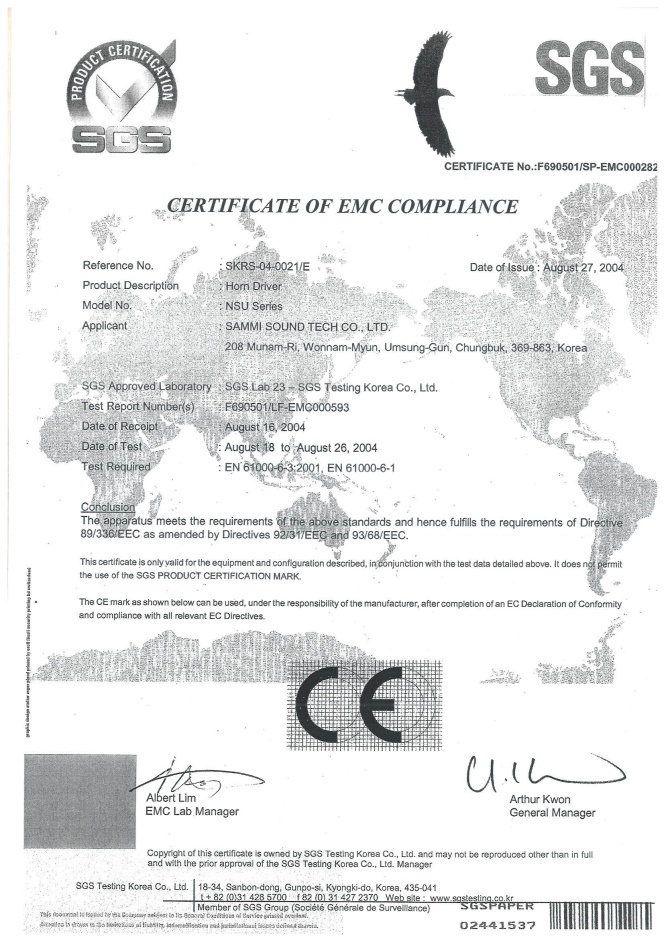 PRODUCT CERTIFICATION
SGS
SGS
CERTIFICATE No.:F690501/SP-EMC000282
CERTIFICATE OF EMC COMPLIANCE
Reference No. : SKRS-04-0021/E Date of Issue : August 27, 2004
Product Description : Horn Driver
Model No. : NSU Series
Applicant : SAMMI SOUND TECH CO., LTD.
208 Munam-Ri, Wonnam-Myun, Umsung-Gun, Chungbuk, 369-863, Korea
SGS Approved Laboratory : SGS Lab 23 – SGS Testing Korea Co., Ltd.
Test Report Number(s) : F690501/LF-EMC000593
Date of Receipt : August 16, 2004
Date of Test : August 18 to August 26, 2004
Test Required : EN 61000-6-3:2001, EN 61000-6-1
Conclusion
The apparatus meets the requirements of the above standards and hence fulfills the requirements of Directive
89/336/EEC as amended by Directives 92/31/EEC and 93/68/EEC.
This certificate is only valid for the equipment and configuration described, in conjunction with the test data detailed above. It does not permit
the use of the SGS PRODUCT CERTIFICATION MARK.
The CE mark as shown below can be used, under the responsibility of the manufacturer, after completion of an EC Declaration of Conformity
and compliance with all relevant EC Directives.
CE
Albert Lim
EMC Lab Manager
Arthur Kwon
General Manager
Copyright of this certificate is owned by SGS Testing Korea Co., Ltd. and may not be reproduced other than in full
and with the prior approval of the SGS Testing Korea Co., Ltd. Manager
SGS Testing Korea Co., Ltd. 18-34, Sanbon-dong, Gunpo-si, Kyongki-do, Korea, 435-041
t + 82 (0)31 428 5700 f 82 (0) 31 427 2370 Web site : www.sgstesting.co.kr
Member of SGS Group (Société Générale de Surveillance)
This document is issued by the Company subject to its General Conditions of Service printed overleaf.
Attention is drawn to the limitations of liability, indemnification and jurisdictional issues defined therein.
SGSPAPER
02441537